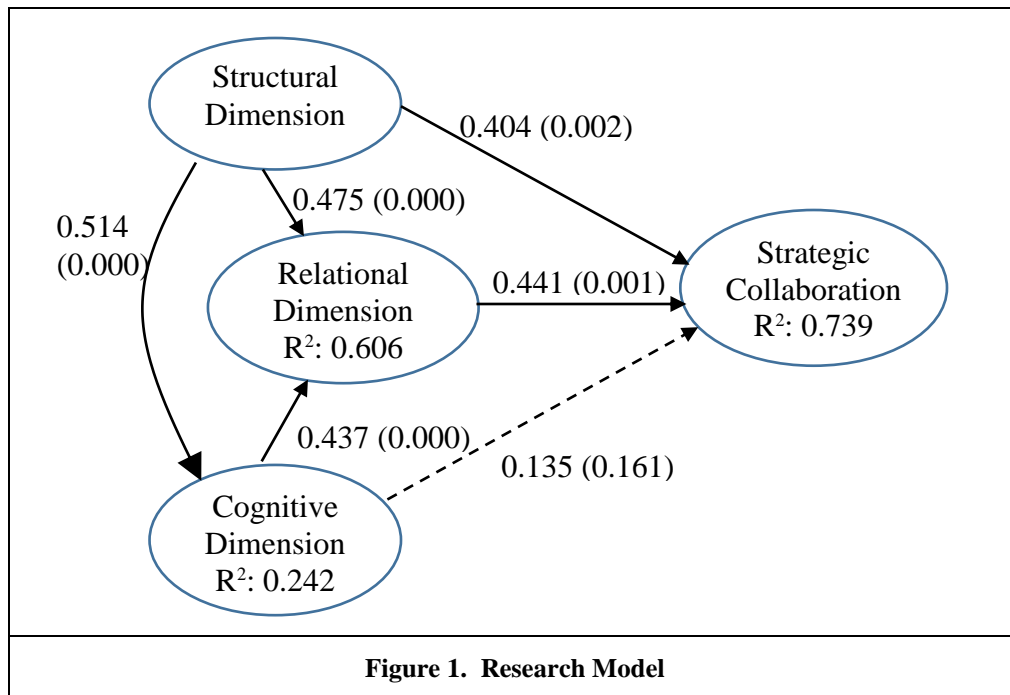 Structural
Dimension
0.404 (0.002)
0.475 (0.000)
0.514
(0.000)
Relational
Dimension
R²: 0.606
0.441 (0.001)
Strategic
Collaboration
R²: 0.739
0.437 (0.000)
0.135 (0.161)
Cognitive
Dimension
R²: 0.242
Figure 1. Research Model